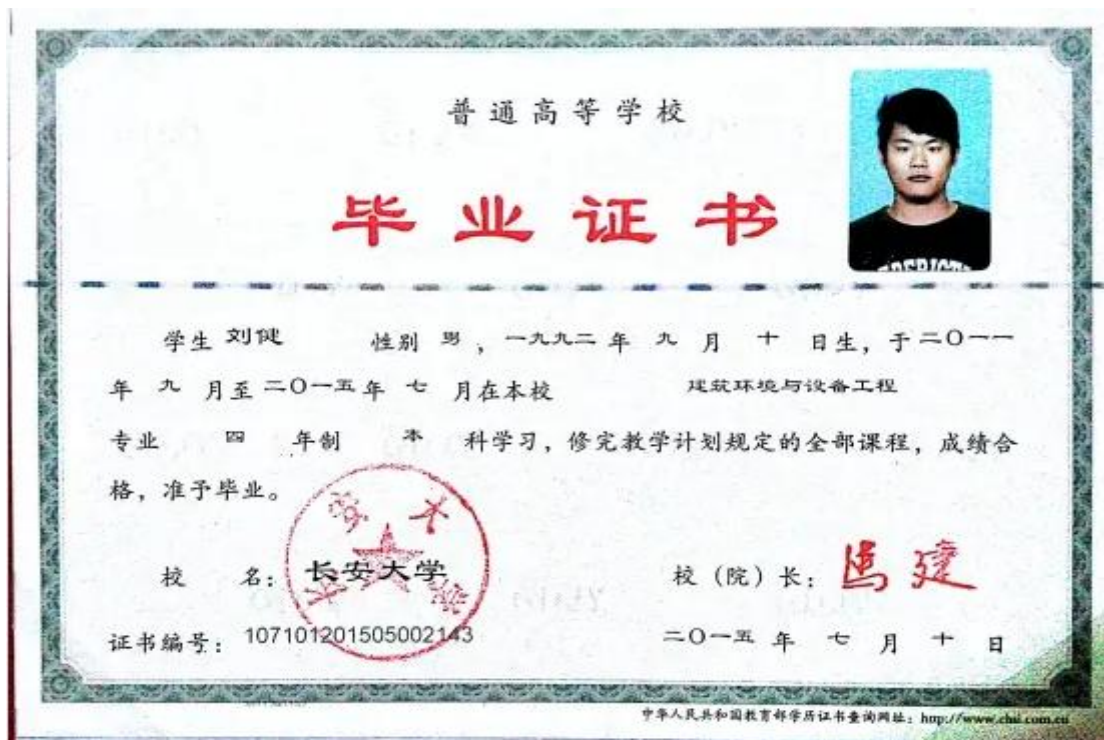 普通高等学校
毕业证书
学生 刘健 性别 男 ，一九九二 年 九 月 十 日生，于二〇一一
年 九 月至 二〇一五 年 七 月在本校 建筑环境与设备工程
专业 四 年制 本 科学习，修完教学计划规定的全部课程，成绩合
格，准予毕业。
校 名： 长安大学 校（院）长： 马建
证书编号： 107101201505002143 二〇一五 年 七 月 十 日
中华人民共和国教育部学历证书查询网址：http://www.chsi.com.cn